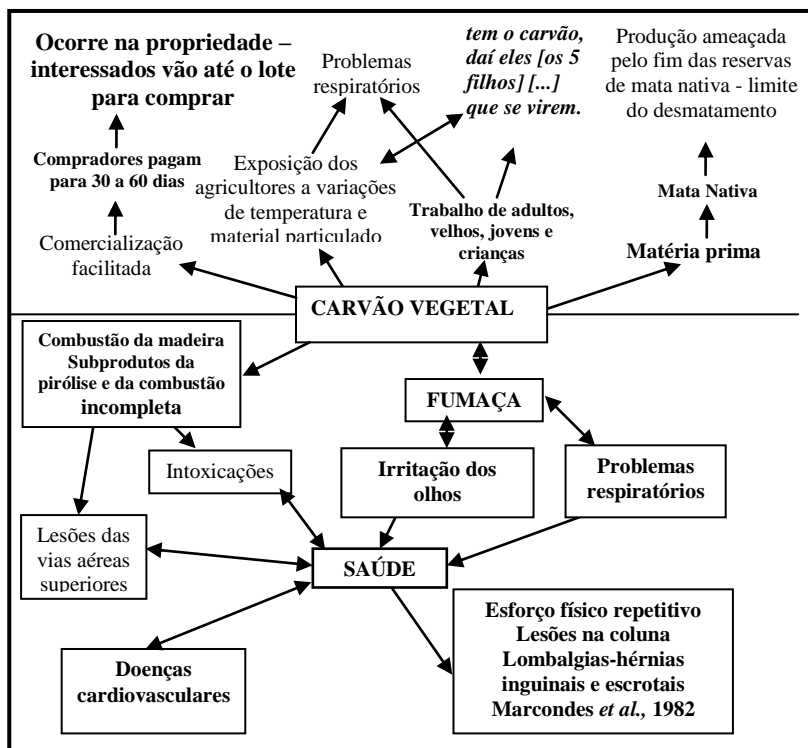 Ocorre na propriedade –
interessados vão até o lote
para comprar
Problemas
respiratórios
tem o carvão,
daí eles [os 5
filhos] [...]
que se virem.
Produção ameaçada
pelo fim das reservas
de mata nativa - limite
do desmatamento
Compradores pagam
para 30 a 60 dias
Exposição dos
agricultores a variações
de temperatura e
material particulado
Trabalho de adultos,
velhos, jovens e
crianças
Mata Nativa
Comercialização
facilitada
Matéria prima
CARVÃO VEGETAL
Combustão da madeira
Subprodutos da
pirólise e da combustão
incompleta
FUMAÇA
Intoxicações
Irritação dos
olhos
Problemas
respiratórios
Lesões das
vias aéreas
superiores
SAÚDE
Doenças
cardiovasculares
Esforço físico repetitivo
Lesões na coluna
Lombalgias-hérnias
inguinais e escrotais
Marcondes et al., 1982